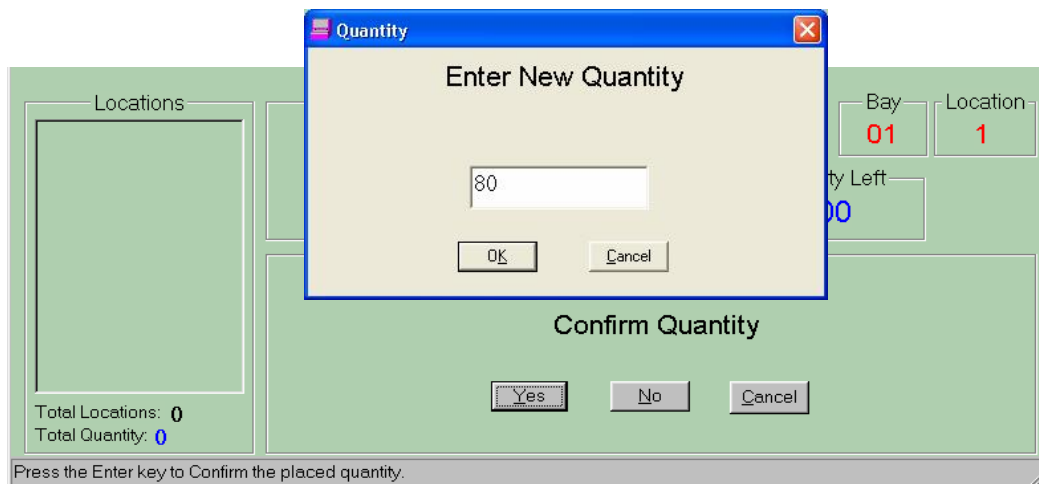 Quantity
Enter New Quantity
80
OK
Cancel
Locations
Bay
01
Location
1
ty Left
00
Confirm Quantity
Yes
No
Cancel
Total Locations: 0
Total Quantity: 0
Press the Enter key to Confirm the placed quantity.